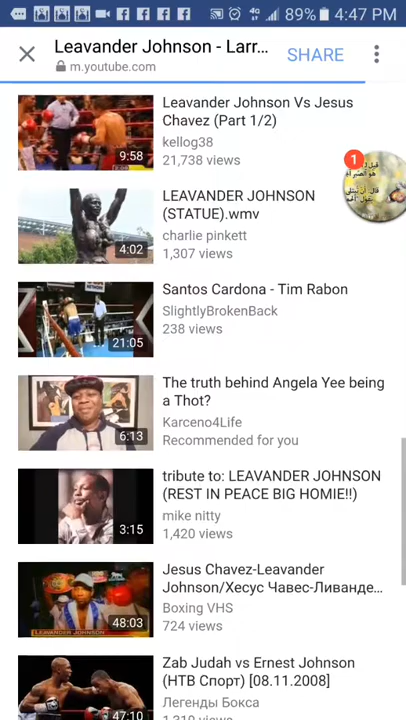 89% 4:47 PM
Leavander Johnson - Larr...
SHARE
m.youtube.com
Leavander Johnson Vs Jesus
Chavez (Part 1/2)
kellog38
21,738 views
9:58
1
LEAVANDER JOHNSON
(STATUE).wmv
charlie pinkett
1,307 views
4:02
Santos Cardona - Tim Rabon
SlightlyBrokenBack
238 views
21:05
The truth behind Angela Yee being
a Thot?
Karceno4Life
Recommended for you
6:13
tribute to: LEAVANDER JOHNSON
(REST IN PEACE BIG HOMIE!!)
mike nitty
1,420 views
3:15
Jesus Chavez-Leavander
Johnson/Хесус Чавес-Ливанде...
Boxing VHS
724 views
48:03
LEAVANDER JOHNSON
Zab Judah vs Ernest Johnson
(НТВ Спорт) [08.11.2008]
Легенды Бокса
47:10